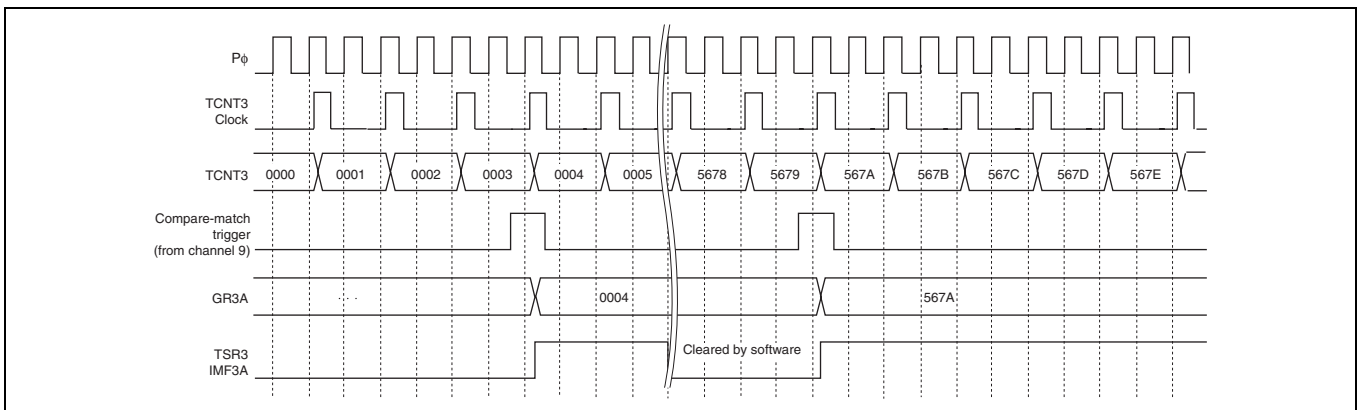 Pϕ
TCNT3
Clock
TCNT3 0000 0001 0002 0003 0004 0005 5678 5679 567A 567B 567C 567D 567E
Compare-match
trigger
(from channel 9)
GR3A .... 0004 567A
TSR3
IMF3A
Cleared by software